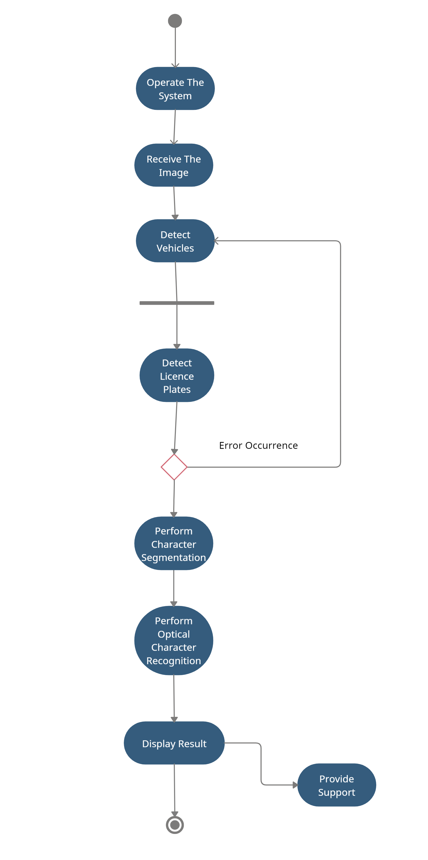 Operate The
System
Receive The
Image
Detect
Vehicles
Detect
Licence
Plates
Error Occurrence
Perform
Character
Segmentation
Perform
Optical
Character
Recognition
Display Result
Provide
Support